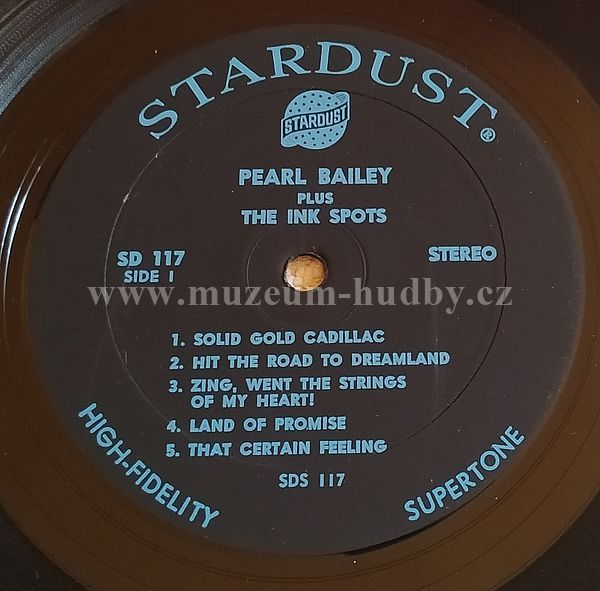 STARDUST®
STARDUST
PEARL BAILEY
PLUS
THE INK SPOTS
SD 117
SIDE 1
STEREO
www.muzeum-hudby.cz
1. SOLID GOLD CADILLAC
2. HIT THE ROAD TO DREAMLAND
3. ZING, WENT THE STRINGS
OF MY HEART!
4. LAND OF PROMISE
5. THAT CERTAIN FEELING
SDS 117
HIGH-FIDELITY
SUPERTONE